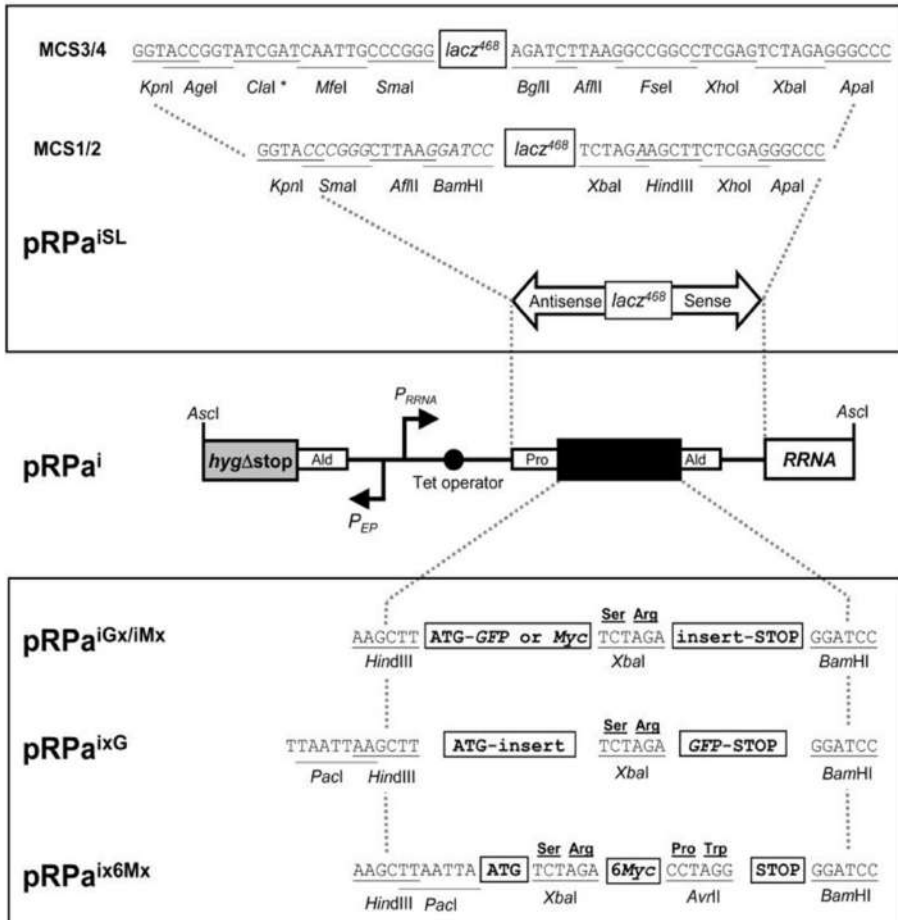 MCS3/4 GGTACCGGTATCGATCAATTGCCCGGG lacz468 AGATCTTAAGGCCGGCCTCGAGTCTAGAGGGCCC
KpnI AgeI ClaI * MfeI SmaI BglII AflII FseI XhoI XbaI ApaI
MCS1/2 GGTACCCGGGCTTAAGGATCC lacz468 TCTAGAAGCTTCTCGAGGGCCC
KpnI SmaI AflII BamHI XbaI HindIII XhoI ApaI
pRPaiSL
Antisense lacz468 Sense
AscI PRRNA AscI
pRPai hygΔstop Ald Pro Ald RRNA
Tet operator
PEP
Ser Arg
pRPaiGx/iMx AAGCTT ATG-GFP or Myc TCTAGA insert-STOP GGATCC
HindIII XbaI BamHI
Ser Arg
pRPaixG TTAATTAAGCTT ATG-insert TCTAGA GFP-STOP GGATCC
PacI HindIII XbaI BamHI
Ser Arg Pro Trp
pRPaix6Mx AAGCTTAATTA ATG TCTAGA 6Myc CCTAGG STOP GGATCC
HindIII PacI XbaI AvrII BamHI